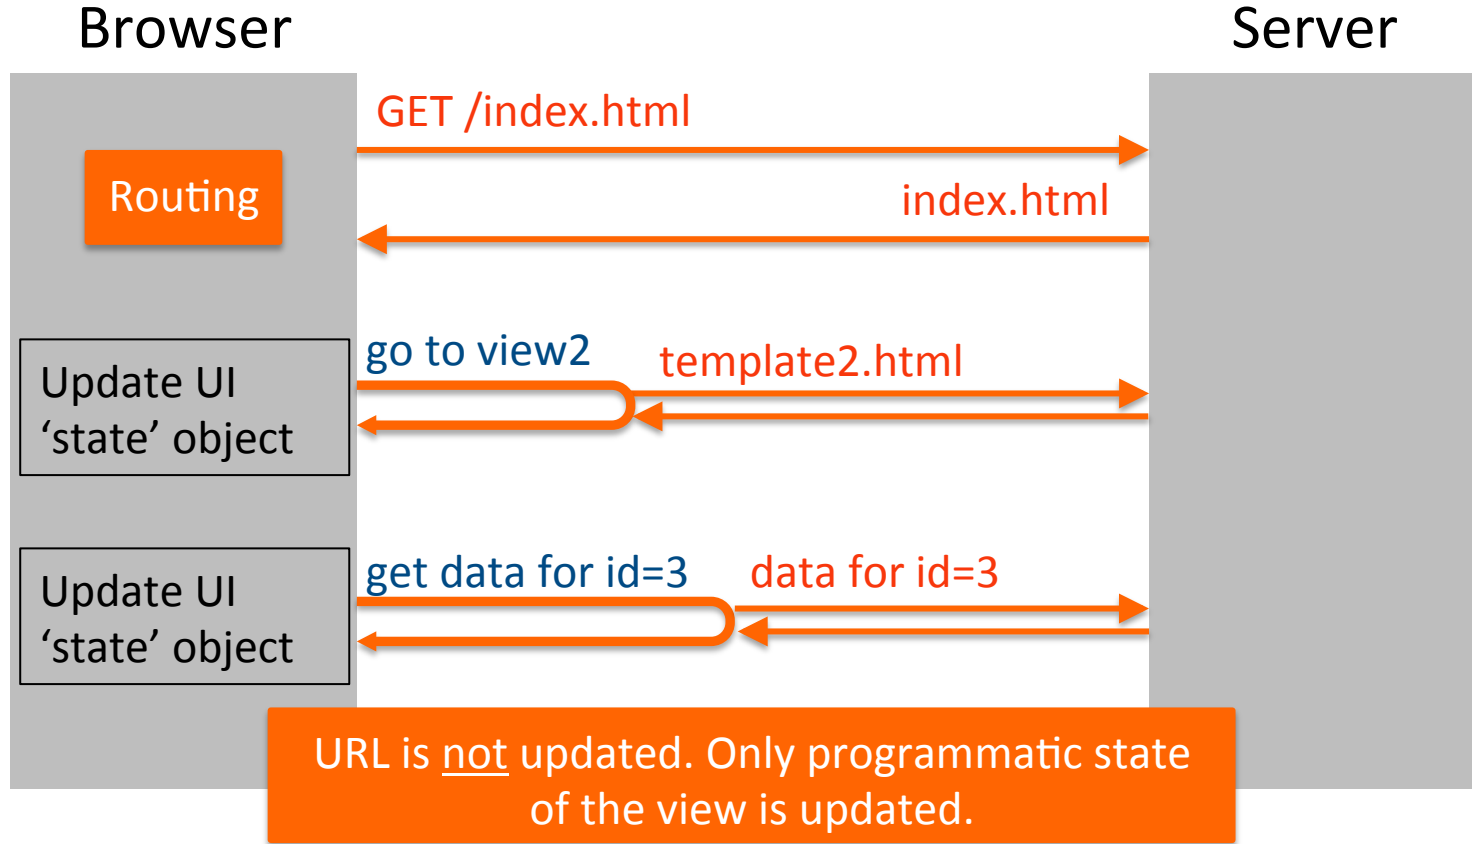 Browser
Server
GET /index.html
Routing
index.html
go to view2
template2.html
Update UI
‘state’ object
get data for id=3
data for id=3
Update UI
‘state’ object
URL is not updated. Only programmatic state
of the view is updated.